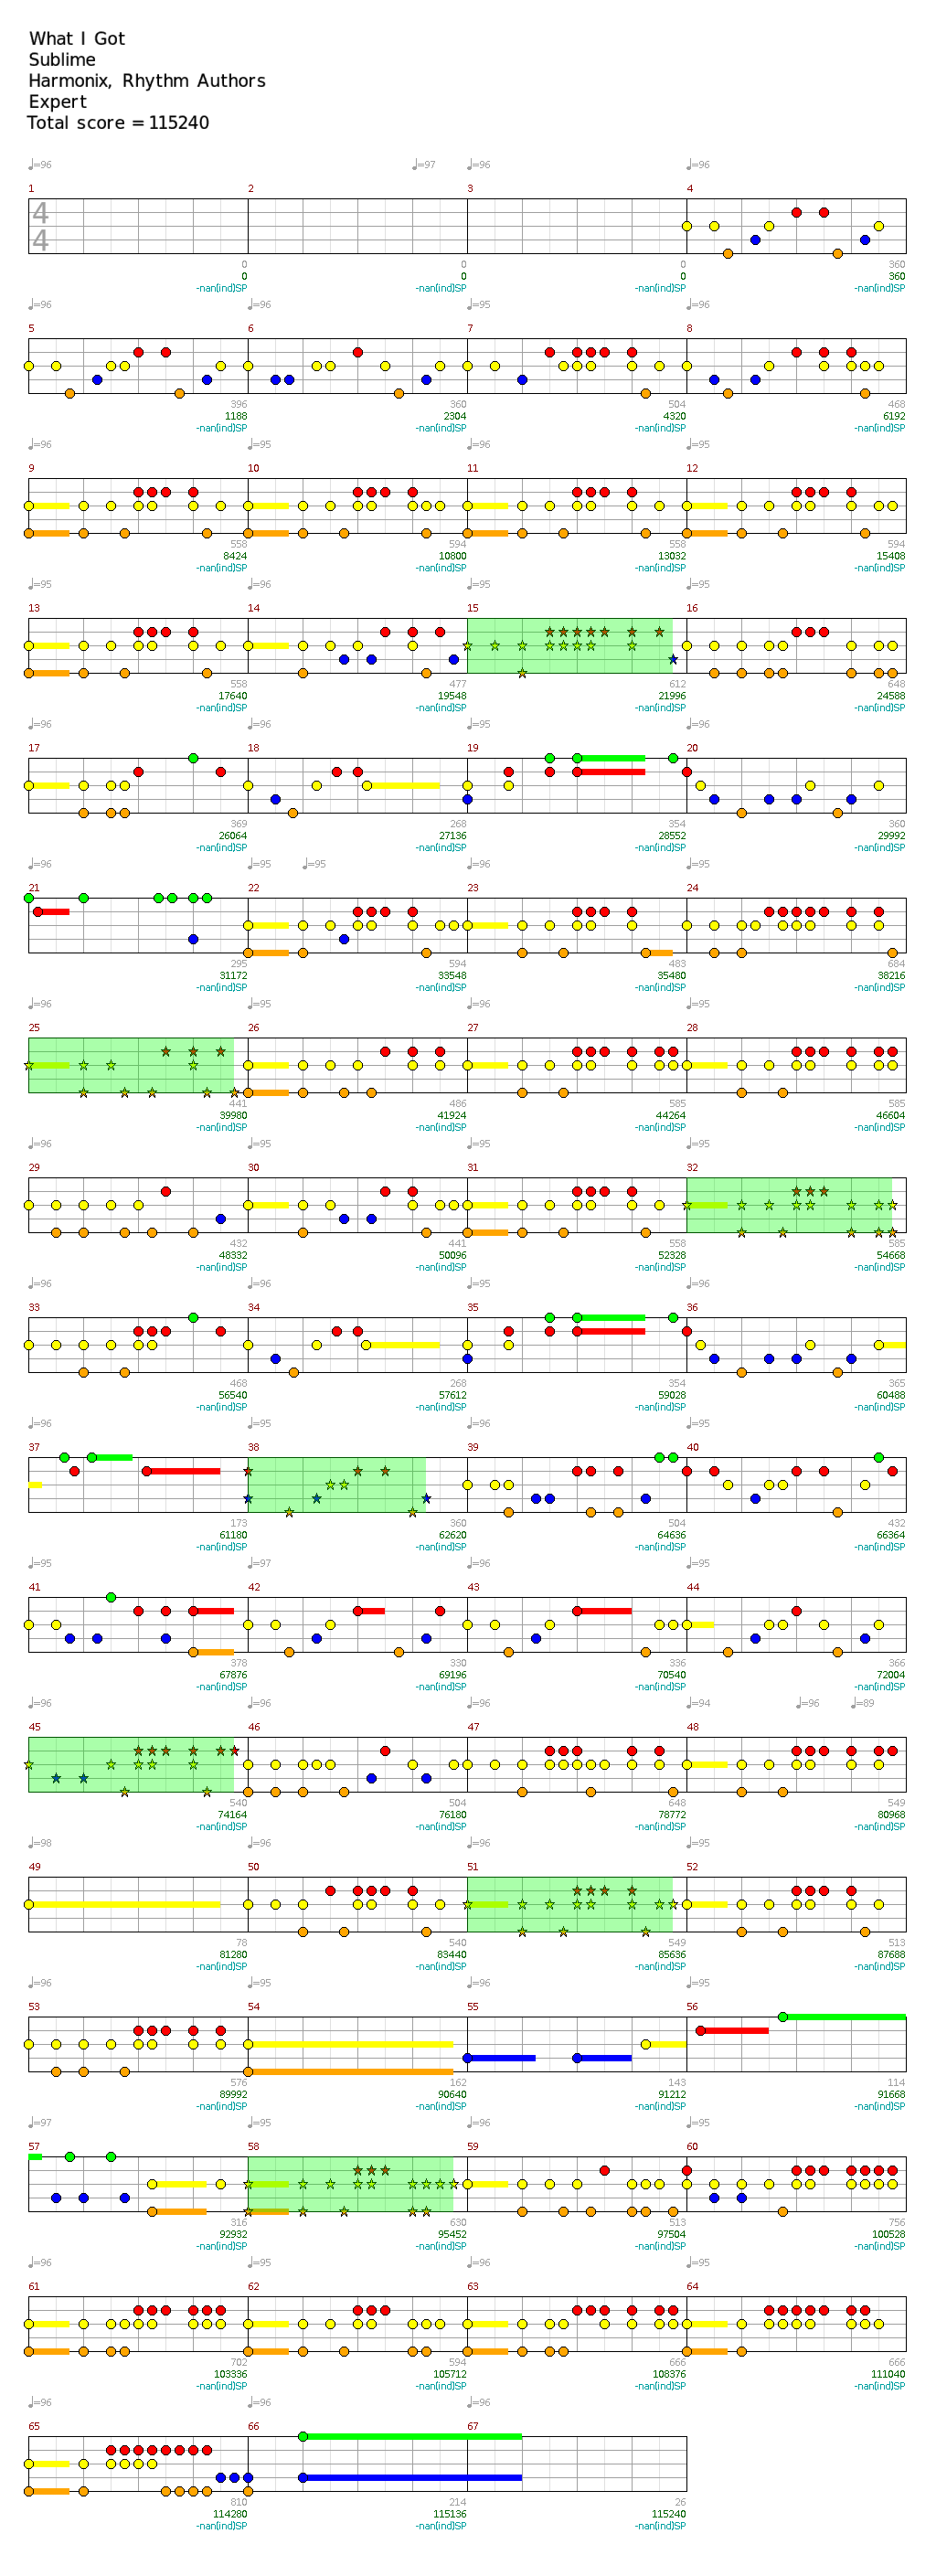 What I Got
Sublime
Harmonix, Rhythm Authors
Expert
Total score = 115240
♩=96 ♩=97 ♩=96 ♩=96
1 2 3 4
4
4
0 0 0 360
0 0 0 360
-nan(ind)SP -nan(ind)SP -nan(ind)SP -nan(ind)SP
♩=96 ♩=96 ♩=95 ♩=96
5 6 7 8
396 360 504 468
1188 2304 4320 6192
-nan(ind)SP -nan(ind)SP -nan(ind)SP -nan(ind)SP
♩=96 ♩=95 ♩=96 ♩=96
9 10 11 12
558 594 558 594
8424 10800 13032 15408
-nan(ind)SP -nan(ind)SP -nan(ind)SP -nan(ind)SP
♩=95 ♩=96 ♩=95 ♩=96
13 14 15 16
558 477 612 648
17640 19548 21996 24588
-nan(ind)SP -nan(ind)SP -nan(ind)SP -nan(ind)SP
♩=96 ♩=96 ♩=95 ♩=96
17 18 19 20
369 268 354 360
26064 27136 28552 29992
-nan(ind)SP -nan(ind)SP -nan(ind)SP -nan(ind)SP
♩=96 ♩=95 ♩=95 ♩=96 ♩=95
21 22 23 24
295 594 483 684
31172 33548 35480 38216
-nan(ind)SP -nan(ind)SP -nan(ind)SP -nan(ind)SP
♩=96 ♩=95 ♩=96 ♩=95
25 26 27 28
441 486 585 585
39980 41924 44264 46604
-nan(ind)SP -nan(ind)SP -nan(ind)SP -nan(ind)SP
♩=96 ♩=95 ♩=95 ♩=96
29 30 31 32
432 441 558 585
48332 50096 52328 54668
-nan(ind)SP -nan(ind)SP -nan(ind)SP -nan(ind)SP
♩=96 ♩=96 ♩=95 ♩=96
33 34 35 36
468 268 354 365
56540 57612 59028 60488
-nan(ind)SP -nan(ind)SP -nan(ind)SP -nan(ind)SP
♩=96 ♩=95 ♩=96 ♩=95
37 38 39 40
173 360 504 432
61180 62620 64636 66364
-nan(ind)SP -nan(ind)SP -nan(ind)SP -nan(ind)SP
♩=95 ♩=97 ♩=96 ♩=95
41 42 43 44
378 330 336 366
67876 69196 70540 72004
-nan(ind)SP -nan(ind)SP -nan(ind)SP -nan(ind)SP
♩=96 ♩=96 ♩=96 ♩=94 ♩=96 ♩=89
45 46 47 48
540 504 648 549
74164 76180 78772 80968
-nan(ind)SP -nan(ind)SP -nan(ind)SP -nan(ind)SP
♩=98 ♩=96 ♩=96 ♩=95
49 50 51 52
78 540 549 513
81280 83440 85636 87688
-nan(ind)SP -nan(ind)SP -nan(ind)SP -nan(ind)SP
♩=96 ♩=95 ♩=96 ♩=95
53 54 55 56
576 162 143 114
89992 90640 91212 91668
-nan(ind)SP -nan(ind)SP -nan(ind)SP -nan(ind)SP
♩=97 ♩=95 ♩=96 ♩=95
57 58 59 60
316 630 513 756
92932 95452 97504 100528
-nan(ind)SP -nan(ind)SP -nan(ind)SP -nan(ind)SP
♩=96 ♩=95 ♩=96 ♩=95
61 62 63 64
702 594 666 666
103336 105712 108376 111040
-nan(ind)SP -nan(ind)SP -nan(ind)SP -nan(ind)SP
♩=96 ♩=96 ♩=96
65 66 67
810 214 26
114280 115136 115240
-nan(ind)SP -nan(ind)SP -nan(ind)SP